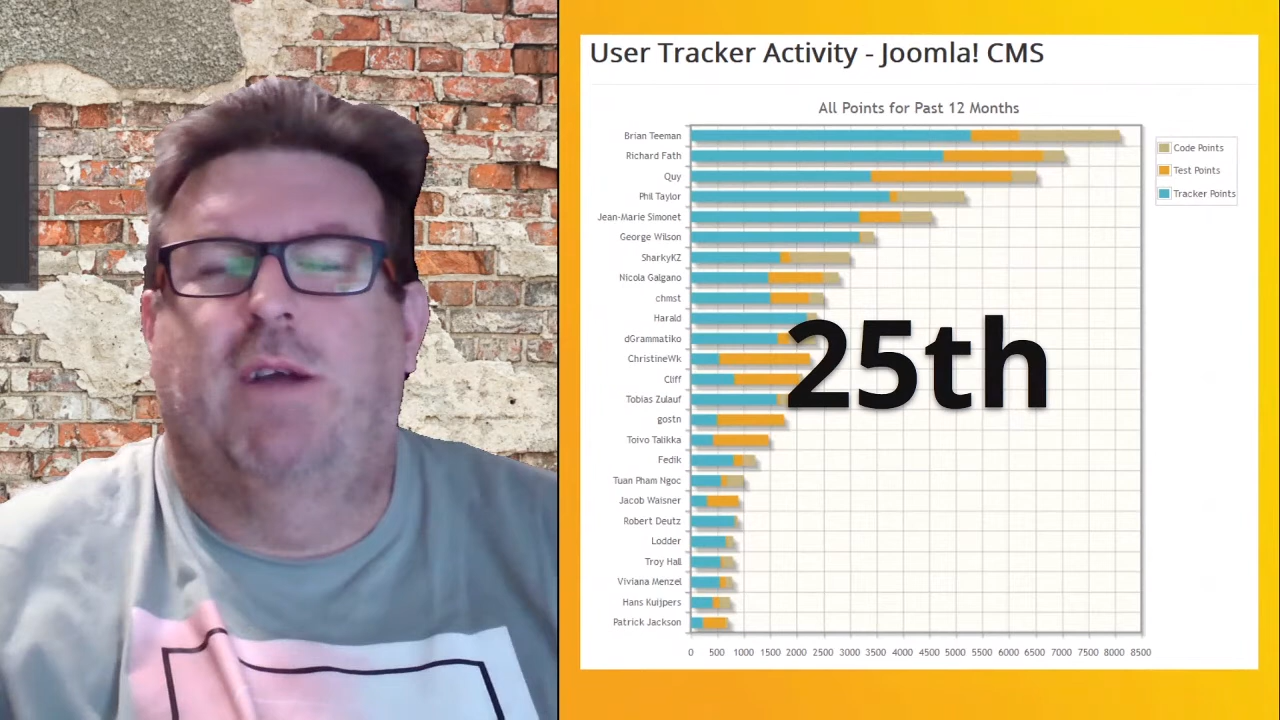 User Tracker Activity - Joomla! CMS
All Points for Past 12 Months
Brian Teeman
Richard Fath
Quy
Phil Taylor
Jean-Marie Simonet
George Wilson
SharkyKZ
Nicola Galgano
chmst
Harald
dGrammatiko
ChristineWk
Cliff
Tobias Zulauf
gostn
Toivo Talikka
Fedik
Tuan Pham Ngoc
Jacob Waisner
Robert Deutz
Lodder
Troy Hall
Viviana Menzel
Hans Kuijpers
Patrick Jackson
25th
Code Points
Test Points
Tracker Points
0 500 1000 1500 2000 2500 3000 3500 4000 4500 5000 5500 6000 6500 7000 7500 8000 8500